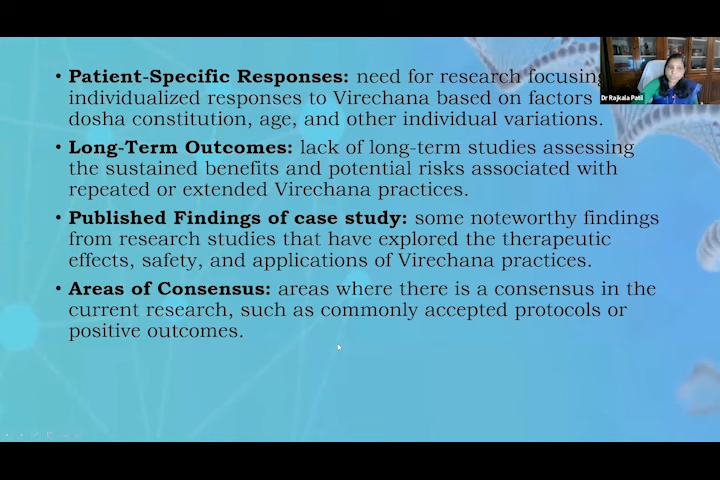 • Patient-Specific Responses: need for research focusing
individualized responses to Virechana based on factors
dosha constitution, age, and other individual variations.
• Long-Term Outcomes: lack of long-term studies assessing
the sustained benefits and potential risks associated with
repeated or extended Virechana practices.
• Published Findings of case study: some noteworthy findings
from research studies that have explored the therapeutic
effects, safety, and applications of Virechana practices.
• Areas of Consensus: areas where there is a consensus in the
current research, such as commonly accepted protocols or
positive outcomes.
Dr Rajkala Patil